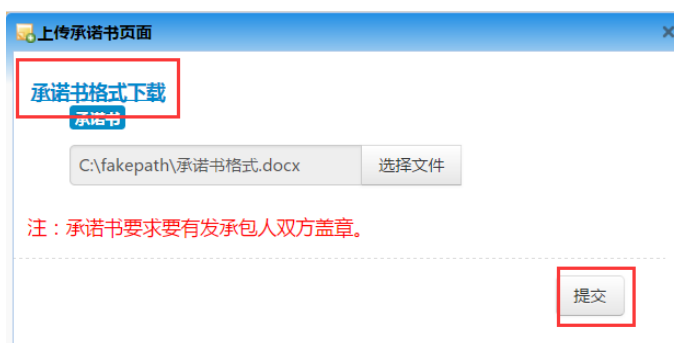 上传承诺书页面
承诺书格式下载
承诺书
C:\fakepath\承诺书格式.docx 选择文件
注：承诺书要求要有发承包人双方盖章。
提交